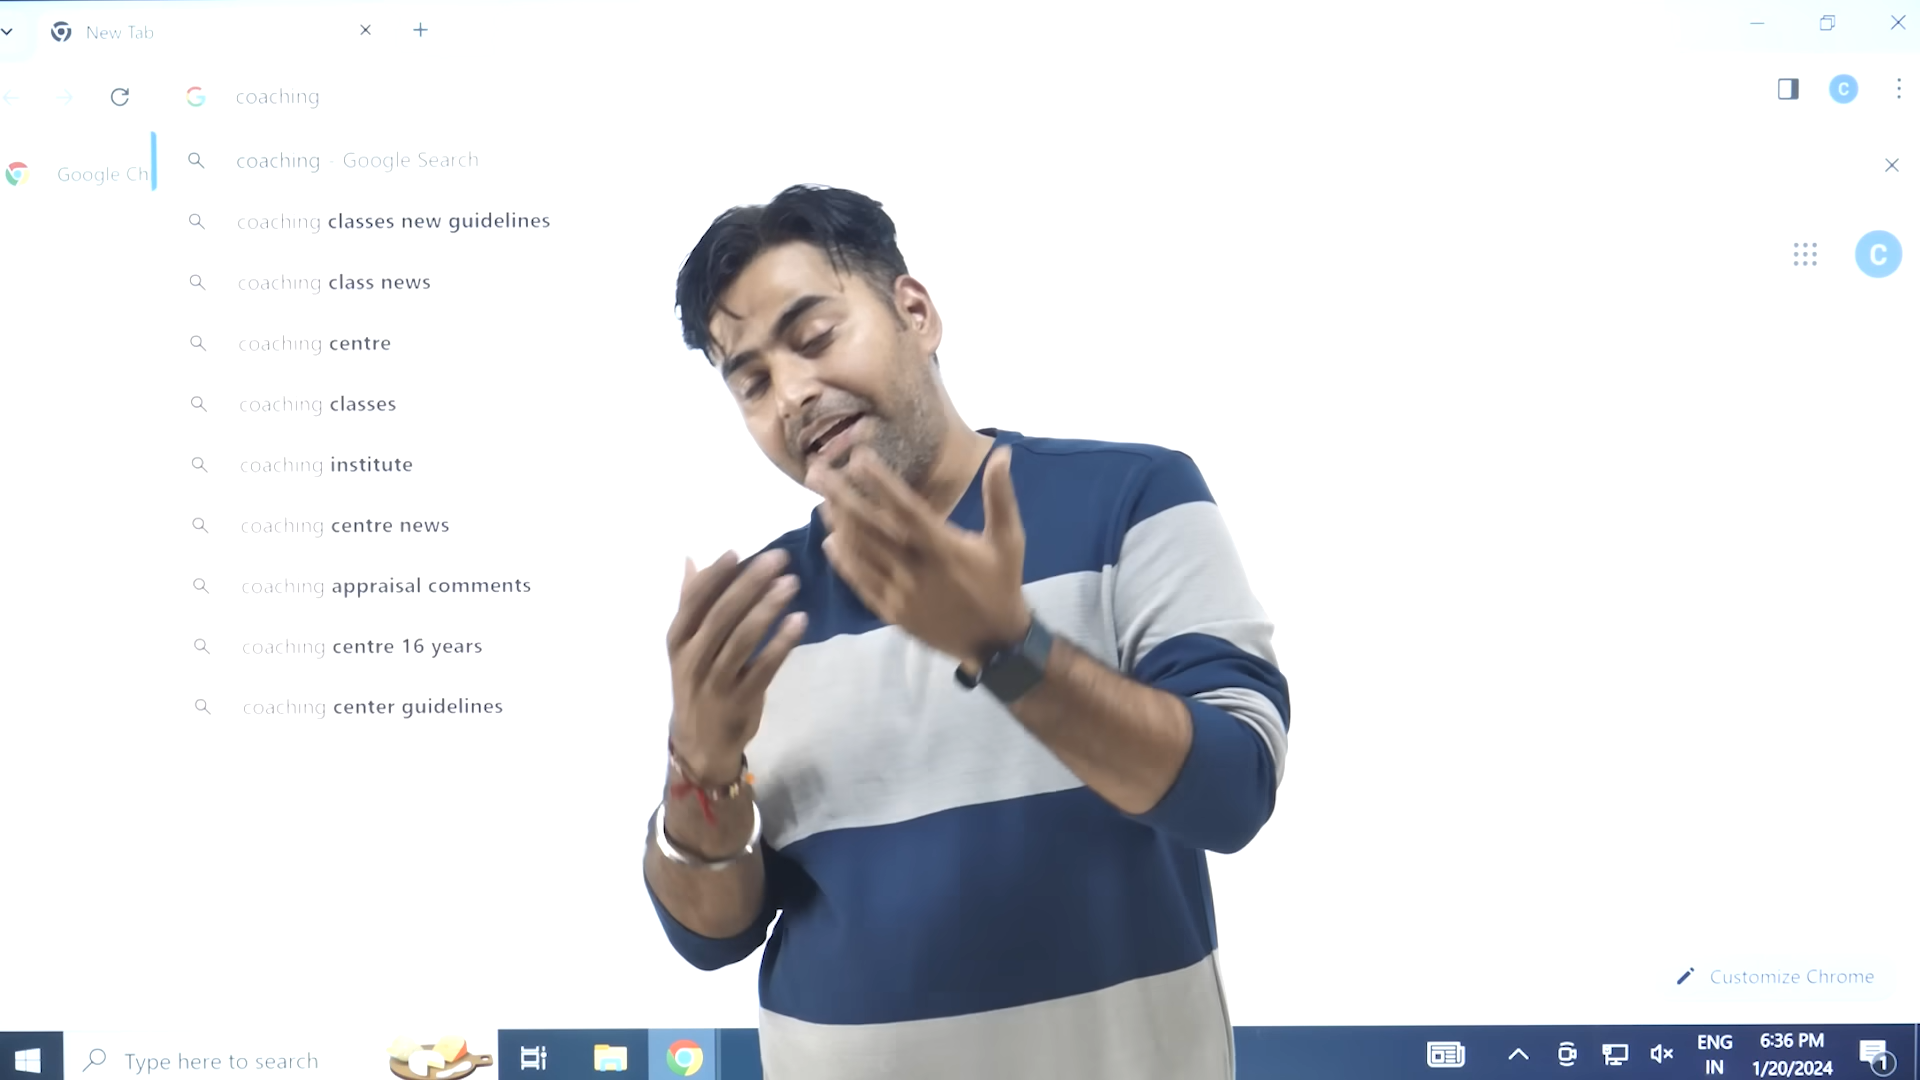 New Tab
coaching
Google Ch
coaching - Google Search
coaching classes new guidelines
coaching class news
coaching centre
coaching classes
coaching institute
coaching centre news
coaching appraisal comments
coaching centre 16 years
coaching center guidelines
C
C
Customize Chrome
Type here to search
ENG
IN
6:36 PM
1/20/2024
1